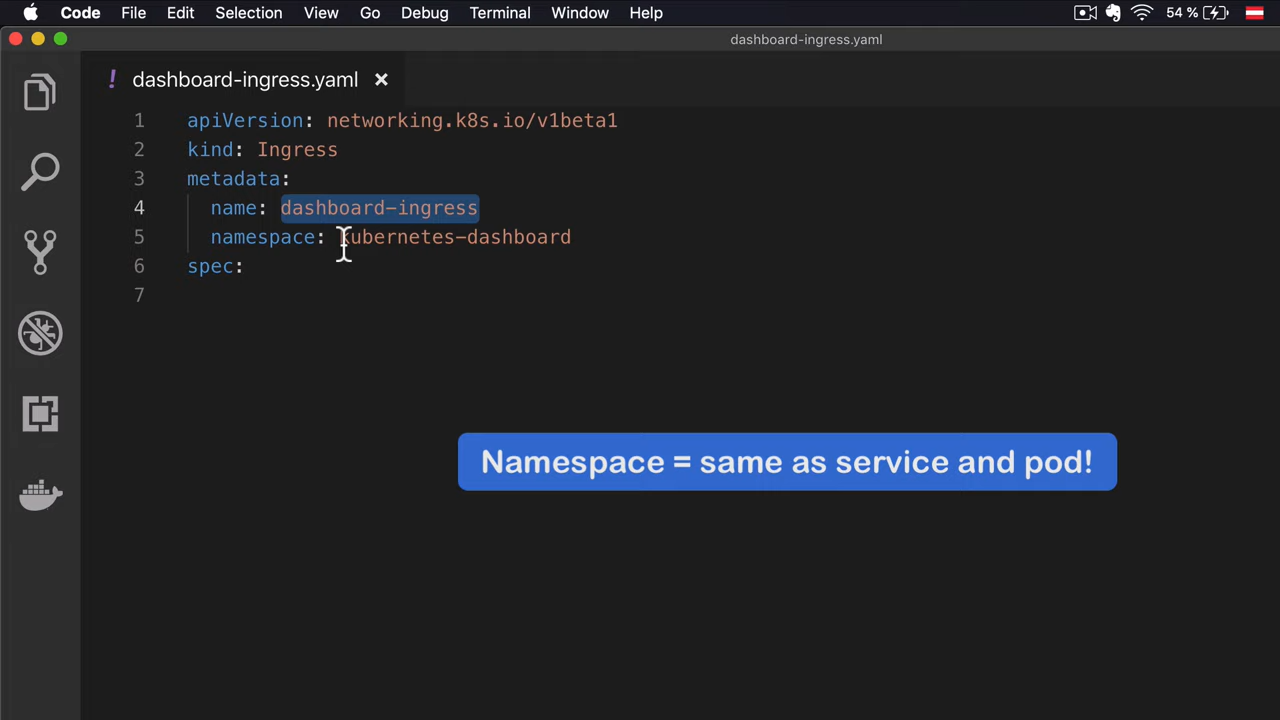 Code File Edit Selection View Go Debug Terminal Window Help 54 %
dashboard-ingress.yaml
! dashboard-ingress.yaml ×
1 apiVersion: networking.k8s.io/v1beta1
2 kind: Ingress
3 metadata:
4 name: dashboard-ingress
5 namespace: kubernetes-dashboard
6 spec:
7
Namespace = same as service and pod!